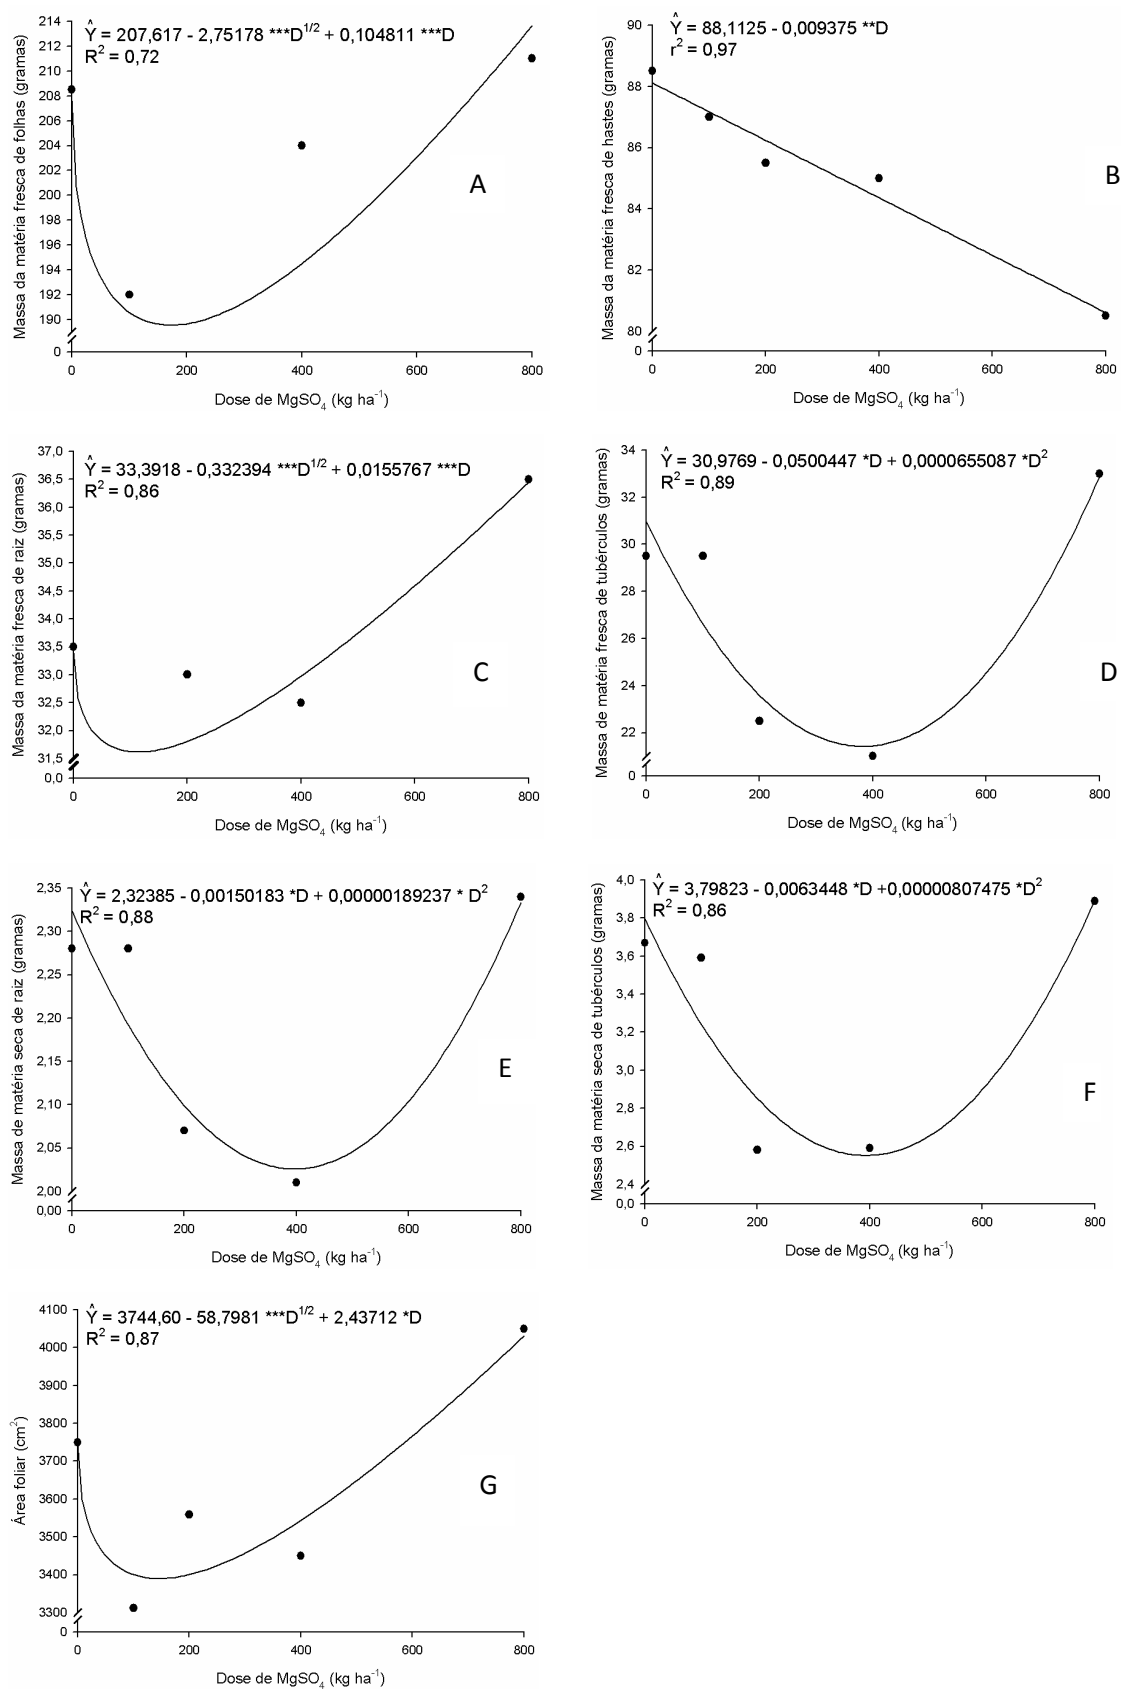 Ŷ = 207,617 - 2,75178 ***D1/2 + 0,104811 ***D
R2 = 0,72
Massa da matéria fresca de folhas (gramas)
214
212
210
208
206
204
202
200
198
196
194
192
190
0
A
0 200 400 600 800
Dose de MgSO4 (kg ha-1)
Ŷ = 88,1125 - 0,009375 **D
r2 = 0,97
Massa da matéria fresca de hastes (gramas)
90
88
86
84
82
80
0
B
0 200 400 600 800
Dose de MgSO4 (kg ha-1)
Ŷ = 33,3918 - 0,332394 ***D1/2 + 0,0155767 ***D
R2 = 0,86
Massa da matéria fresca de raiz (gramas)
37,0
36,5
36,0
35,5
35,0
34,5
34,0
33,5
33,0
32,5
32,0
31,5
0,0
C
0 200 400 600 800
Dose de MgSO4 (kg ha-1)
Ŷ = 30,9769 - 0,0500447 *D + 0,0000655087 *D2
R2 = 0,89
Massa de matéria fresca de tubérculos (gramas)
34
32
30
28
26
24
22
0
D
0 200 400 600 800
Dose de MgSO4 (kg ha-1)
Ŷ = 2,32385 - 0,00150183 *D + 0,00000189237 * D2
R2 = 0,88
Massa de matéria seca de raiz (gramas)
2,35
2,30
2,25
2,20
2,15
2,10
2,05
2,00
0,00
E
0 200 400 600 800
Dose de MgSO4 (kg ha-1)
Ŷ = 3,79823 - 0,0063448 *D +0,00000807475 *D2
R2 = 0,86
Massa da matéria seca de tubérculos (gramas)
4,0
3,8
3,6
3,4
3,2
3,0
2,8
2,6
2,4
0,0
F
0 200 400 600 800
Dose de MgSO4 (kg ha-1)
Ŷ = 3744,60 - 58,7981 ***D1/2 + 2,43712 *D
R2 = 0,87
Área foliar (cm2)
4100
4000
3900
3800
3700
3600
3500
3400
3300
0
G
0 200 400 600 800
Dose de MgSO4 (kg ha-1)